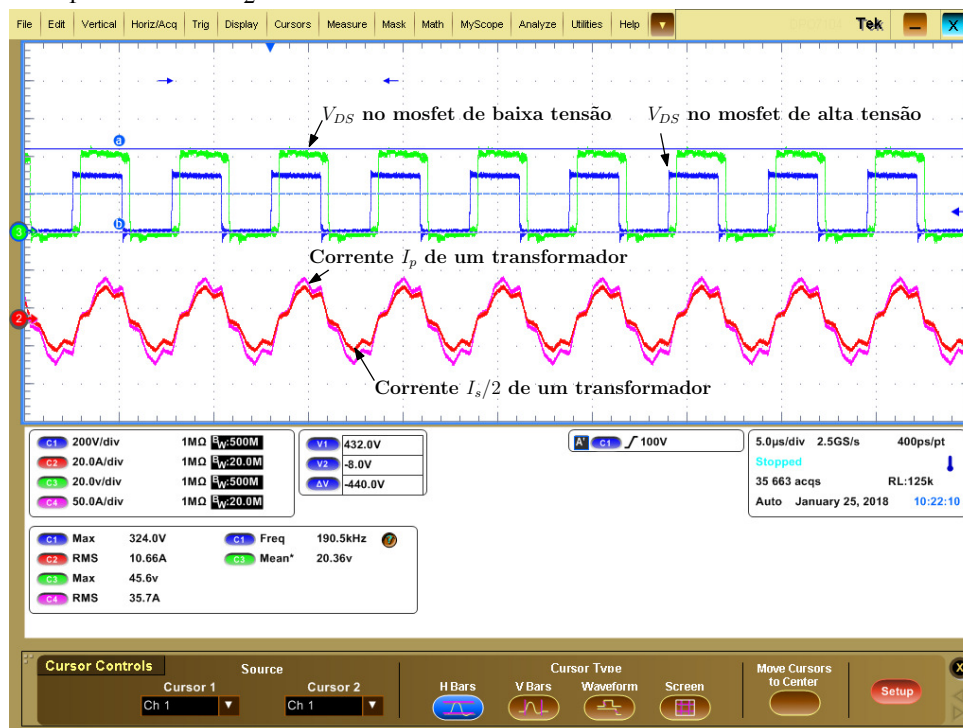 2
File Edit Vertical Horiz/Acq Trig Display Cursors Measure Mask Math MyScope Analyze Utilities Help Tek X
V_DS no mosfet de baixa tensão V_DS no mosfet de alta tensão
a
b
3
Corrente I_p de um transformador
2
Corrente I_s/2 de um transformador
C1 200V/div 1MΩ BW:500M
C2 20.0A/div 1MΩ BW:20.0M
C3 20.0v/div 1MΩ BW:500M
C4 50.0A/div 1MΩ BW:20.0M
V1 432.0V
V2 -8.0V
ΔV -440.0V
A' C1 100V
5.0µs/div 2.5GS/s 400ps/pt
Stopped
35 663 acqs RL:125k
Auto January 25, 2018 10:22:10
C1 Max 324.0V C1 Freq 190.5kHz ?
C2 RMS 10.66A C3 Mean* 20.36v
C3 Max 45.6v
C4 RMS 35.7A
Cursor Controls
Source
Cursor 1 Cursor 2
Ch 1 Ch 1
Cursor Type
H Bars V Bars Waveform Screen
Move Cursors
to Center
Setup
X